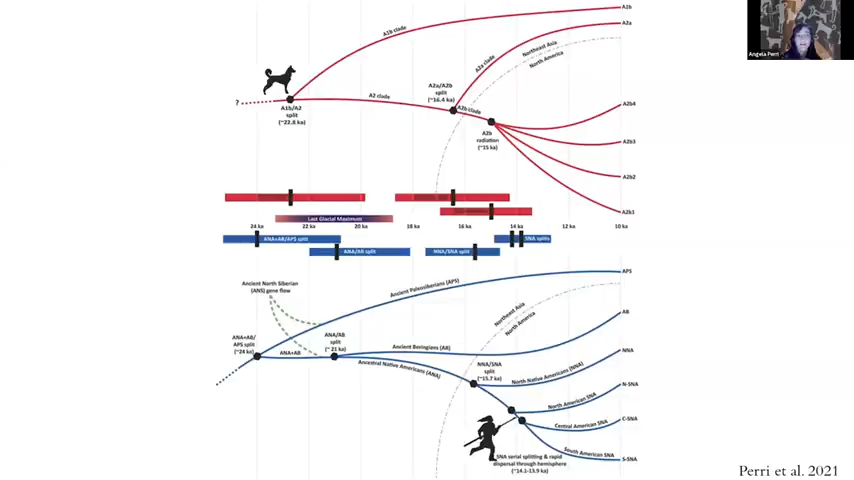 A1b
A2a
A1b clade
Angela Perri
A2a clade
Northeast Asia
North America
A2a/A2b
split
(~16.4 ka)
?
A2 clade
A2b clade
A1b/A2
split
(~22.8 ka)
A2b4
A2b
radiation
(~15 ka)
A2b3
A2b2
A2b1
Last Glacial Maximum
24 ka
22 ka
20 ka
18 ka
16 ka
14 ka
12 ka
10 ka
ANA+AB/APS split
SNA splits
ANA/AB split
NNA/SNA split
APS
Ancient North Siberian
(ANS) gene flow
Ancient Paleosiberians (APS)
Northeast Asia
North America
AB
ANA+AB/
APS split
(~24 ka)
ANA/AB
split
(~21 ka)
ANA+AB
Ancient Beringians (AB)
Ancestral Native Americans (ANA)
NNA
NNA/SNA
split
(~15.7 ka)
North Native Americans (NNA)
N-SNA
North American SNA
C-SNA
Central American SNA
South American SNA
S-SNA
SNA serial splitting & rapid
dispersal through hemisphere
(~14.1-13.9 ka)
Perri et al. 2021